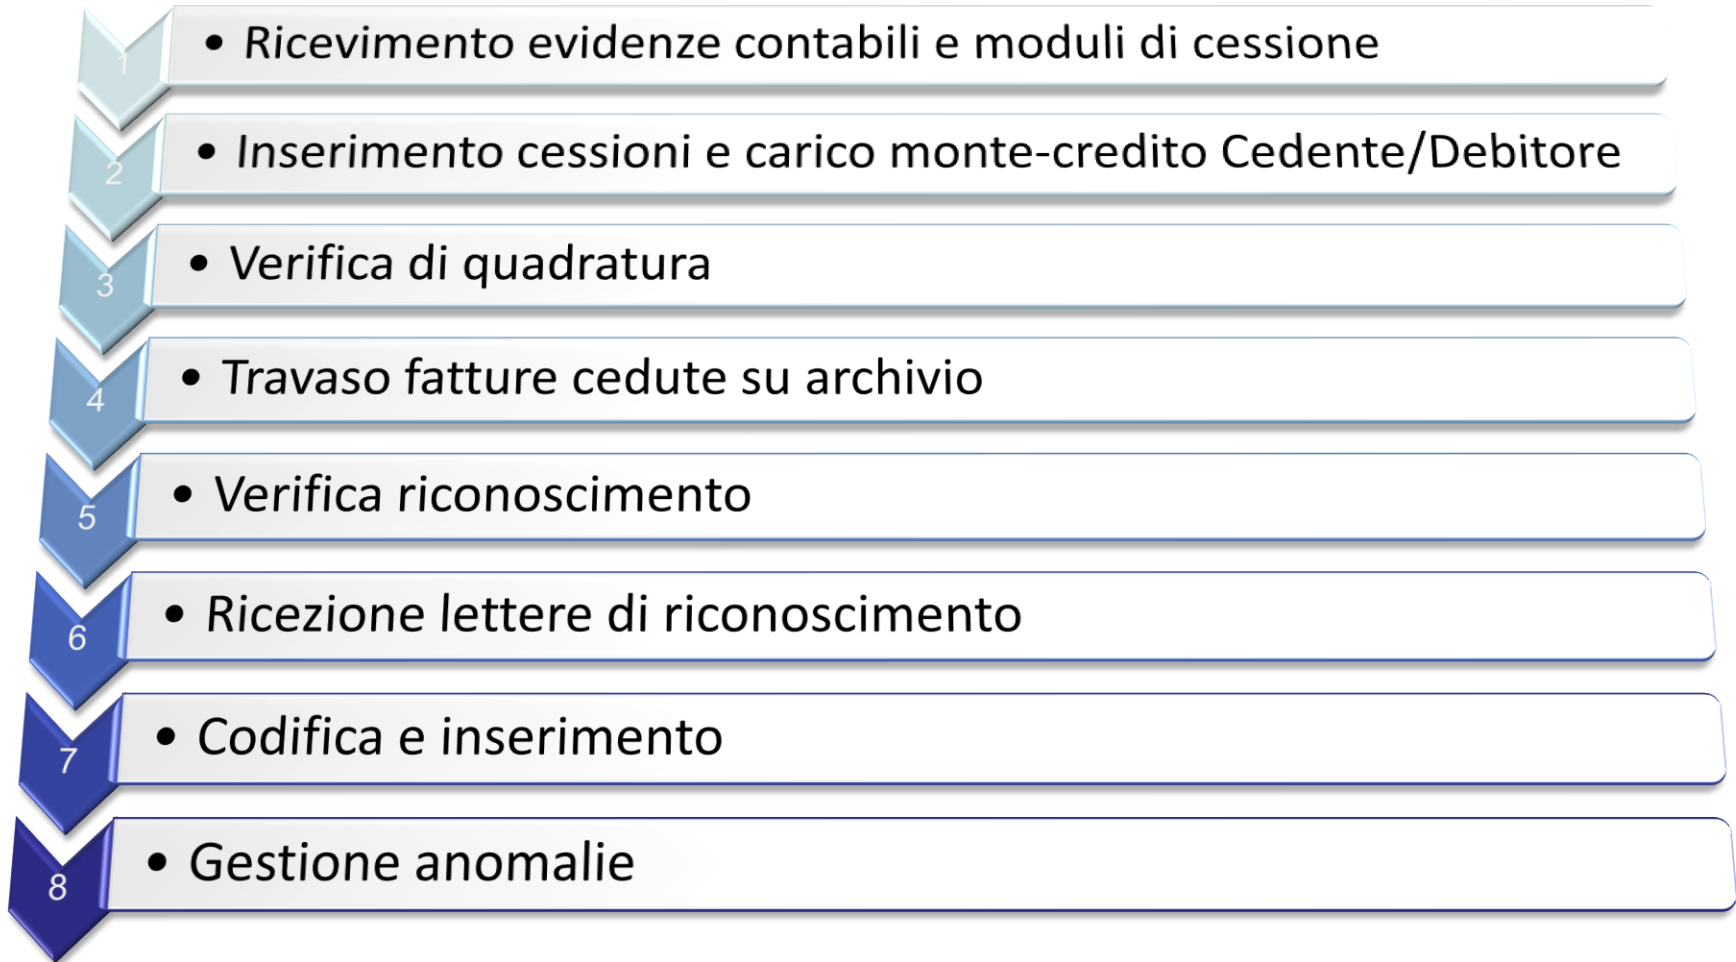 1 • Ricevimento evidenze contabili e moduli di cessione
2 • Inserimento cessioni e carico monte-credito Cedente/Debitore
3 • Verifica di quadratura
4 • Travaso fatture cedute su archivio
5 • Verifica riconoscimento
6 • Ricezione lettere di riconoscimento
7 • Codifica e inserimento
8 • Gestione anomalie